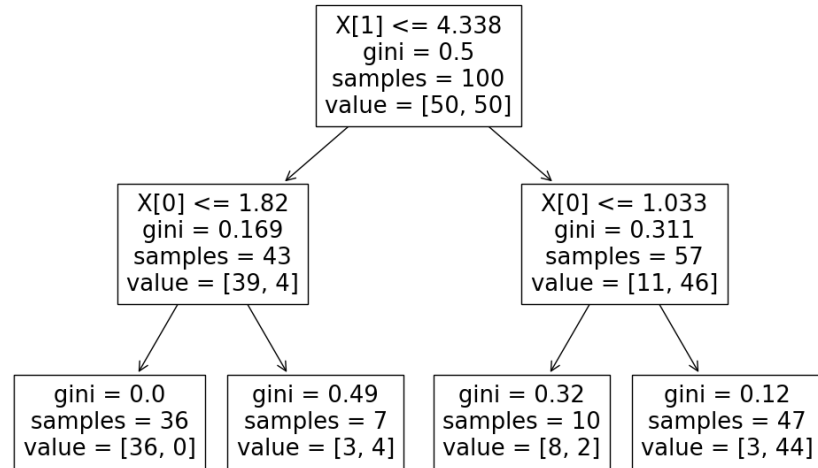 X[1] <= 4.338
gini = 0.5
samples = 100
value = [50, 50]
X[0] <= 1.82
gini = 0.169
samples = 43
value = [39, 4]
X[0] <= 1.033
gini = 0.311
samples = 57
value = [11, 46]
gini = 0.0
samples = 36
value = [36, 0]
gini = 0.49
samples = 7
value = [3, 4]
gini = 0.32
samples = 10
value = [8, 2]
gini = 0.12
samples = 47
value = [3, 44]